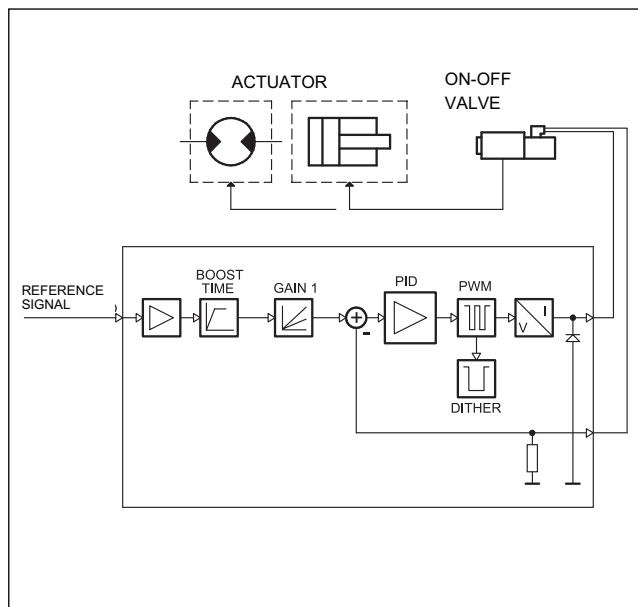 ACTUATOR
ON-OFF
VALVE
REFERENCE
SIGNAL
BOOST
TIME
GAIN 1
PID
PWM
I
V
DITHER